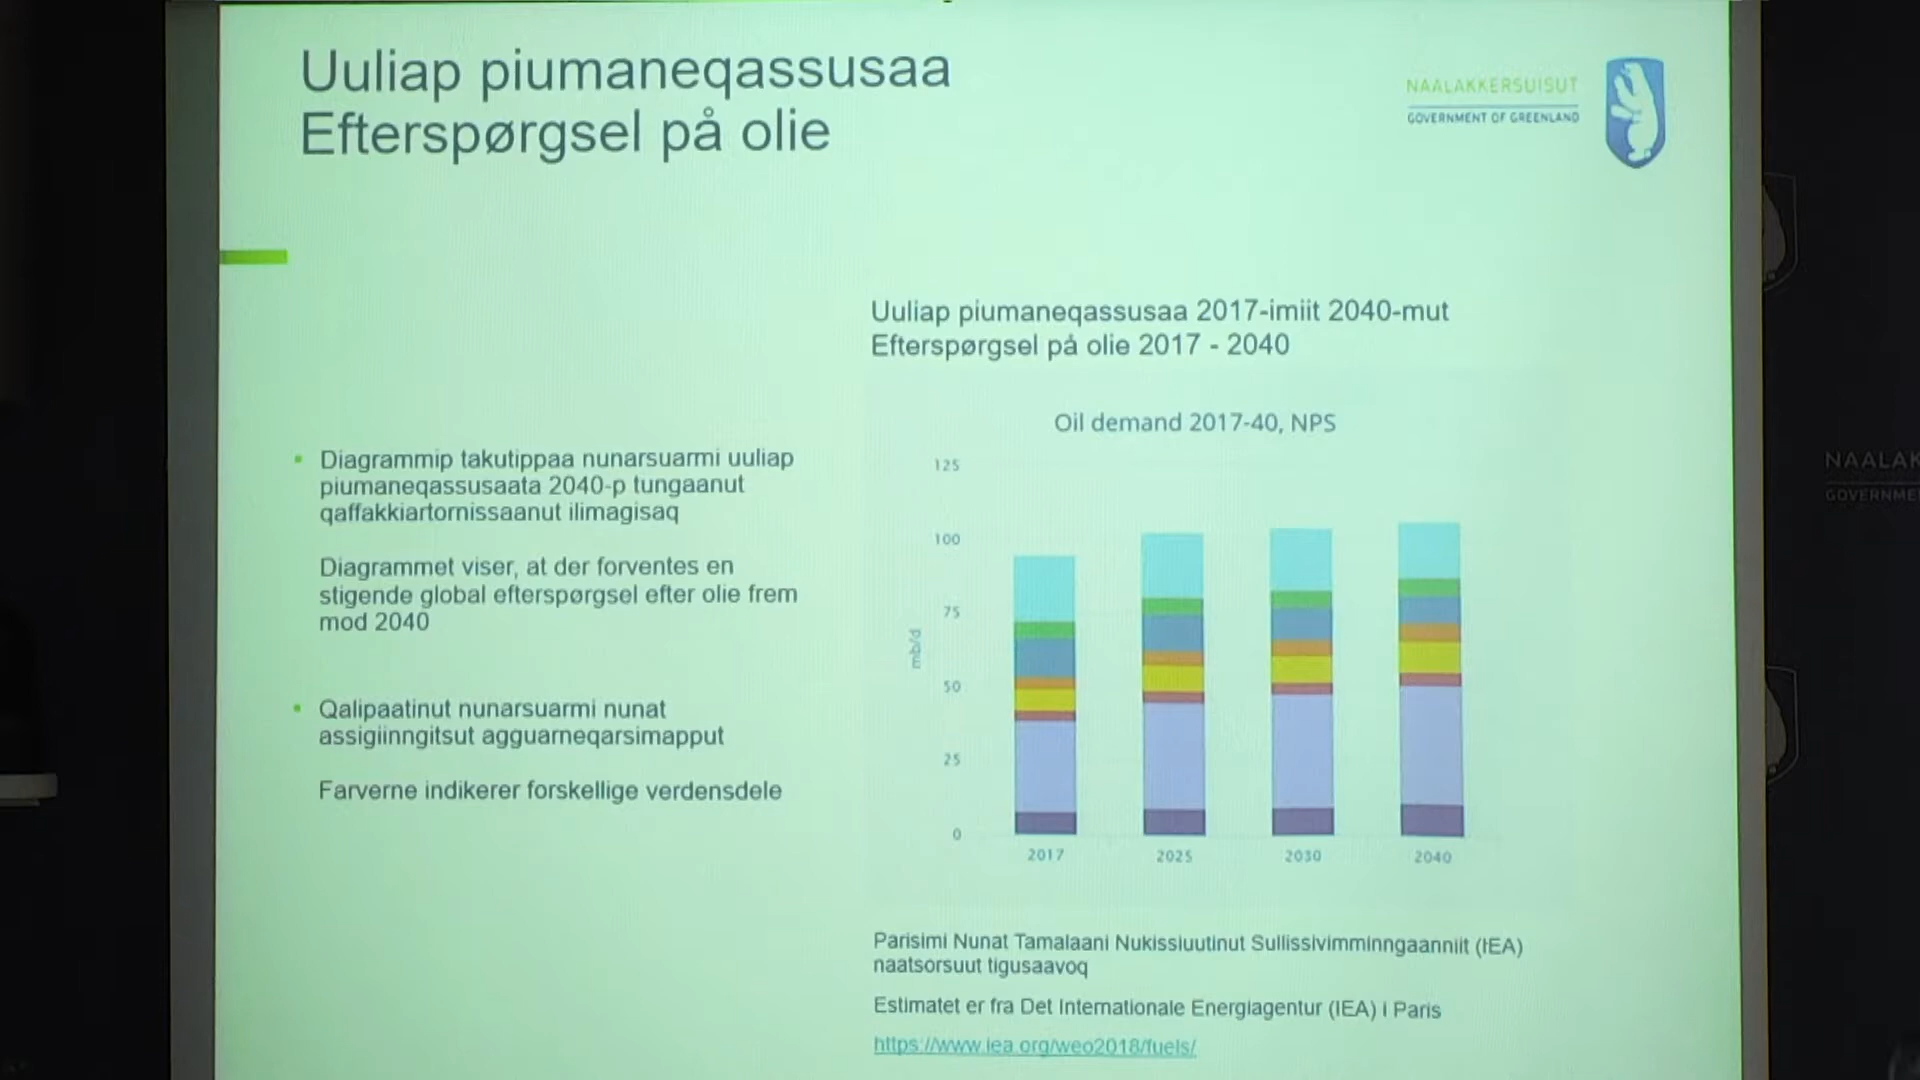 Uuliap piumaneqassusaa
Efterspørgsel på olie
NAALAKKERSUISUT
GOVERNMENT OF GREENLAND
Uuliap piumaneqassusaa 2017-imiit 2040-mut
Efterspørgsel på olie 2017 - 2040
Diagrammip takutippaa nunarsuarmi uuliap
piumaneqassusaata 2040-p tungaanut
qaffakkiartornissaanut ilimagisaq
Diagrammet viser, at der forventes en
stigende global efterspørgsel efter olie frem
mod 2040
Qalipaatinut nunarsuarmi nunat
assigiinngitsut agguarneqarsimapput
Farverne indikerer forskellige verdensdele
Oil demand 2017-40, NPS
125
100
75
50
25
0
mb/d
2017 2025 2030 2040
Parisimi Nunat Tamalaani Nukissiuutinut Sullissivimminngaanniit (IEA)
naatsorsuut tigusaavoq
Estimatet er fra Det Internationale Energiagentur (IEA) i Paris
https://www.iea.org/weo2018/fuels/
NAALAK
GOVERNME